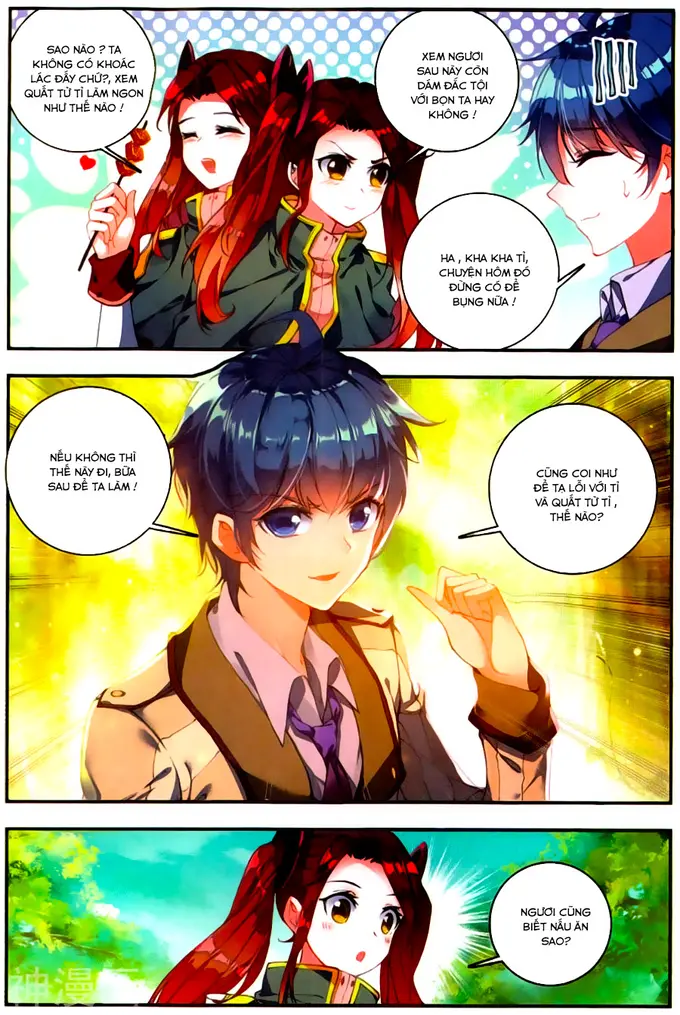 SAO NÀO ? TA
KHÔNG CÓ KHOÁC
LÁC ĐẤY CHỨ?, XEM
QUẤT TỬ TỈ LÀM NGON
NHƯ THẾ NÀO !
XEM NGƯƠI
SAU NÀY CÒN
DÁM ĐẮC TỘI
VỚI BỌN TA HAY
KHÔNG !
HA , KHA KHA TỈ,
CHUYỆN HÔM ĐÓ
ĐỪNG CÓ ĐỂ
BỤNG NỮA !
NẾU KHÔNG THÌ
THẾ NÀY ĐI, BỮA
SAU ĐỂ TA LÀM !
CŨNG COI NHƯ
ĐỂ TẠ LỖI VỚI TỈ
VÀ QUẤT TỬ TỈ ,
THẾ NÀO?
NGƯƠI CŨNG
BIẾT NẤU ĂN
SAO?
神漫